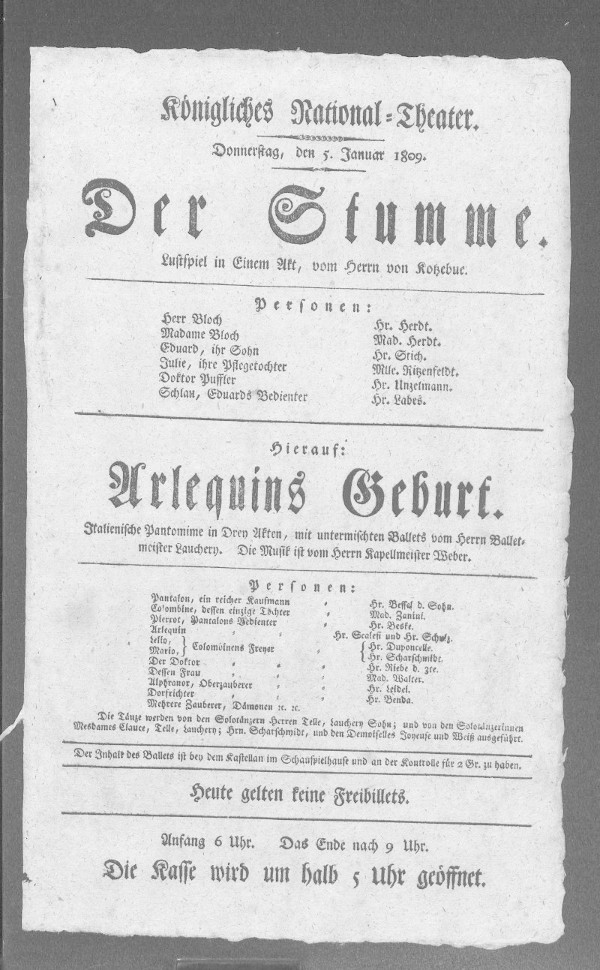 Königliches National-Theater.
Donnerstag, den 5. Januar 1809.
Der Stumme.
Lustspiel in Einem Akt, vom Herrn von Kotzebue.
Personen:
Herr Bloch Hr. Herdt.
Madame Bloch Mad. Herdt.
Eduard, ihr Sohn Hr. Stich.
Julie, ihre Pflegetochter Mlle. Ritzenfeldt.
Doktor Puffler Hr. Unzelmann.
Schlau, Eduards Bedienter Hr. Labes.
Hierauf:
Arlequins Geburt.
Italienische Pantomime in Drey Akten, mit untermischten Ballets vom Herrn Ballet-
meister Lauchery. Die Musik ist vom Herrn Kapellmeister Weber.
Personen:
Pantalon, ein reicher Kaufmann Hr. Bessel d. Sohn.
Colombine, dessen einzige Tochter Mad. Zanini.
Pierrot, Pantalons Bedienter Hr. Beske.
Arlequin Hr. Scalesi und Hr. Schulz.
Lello, } Colombinens Freyer { Hr. Duponcelle.
Mario, Hr. Scharschmidt.
Der Doktor Hr. Riebe d. 2te.
Dessen Frau Mad. Walter.
Alphranor, Oberzauberer Hr. Leidel.
Dorfrichter Hr. Benda.
Mehrere Zauberer, Dämonen ꝛc. ꝛc.
Die Tänze werden von den Solotänzern Herren Telle, Lauchery Sohn; und von den Solotänzerinnen
Mesdames Clauce, Telle, Lauchery; Hrn. Scharschmidt, und den Demoiselles Joyeuse und Weiß ausgeführt.
Der Inhalt des Ballets ist bey dem Kastellan im Schauspielhause und an der Kontrolle für 2 Gr. zu haben.
Heute gelten keine Freibillets.
Anfang 6 Uhr. Das Ende nach 9 Uhr.
Die Kasse wird um halb 5 Uhr geöffnet.